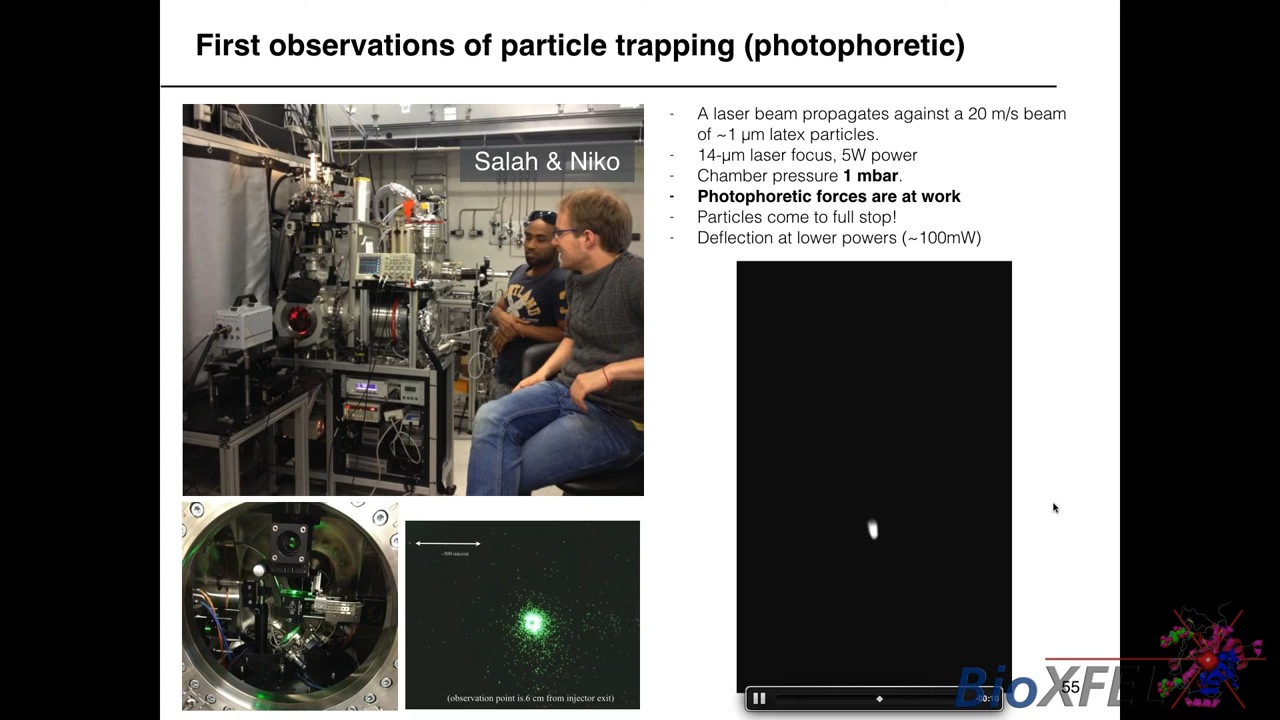 First observations of particle trapping (photophoretic)
Salah & Niko
- A laser beam propagates against a 20 m/s beam
of ~1 µm latex particles.
- 14-µm laser focus, 5W power
- Chamber pressure 1 mbar.
- Photophoretic forces are at work
- Particles come to full stop!
- Deflection at lower powers (~100mW)
~500 micron
(observation point is 6 cm from injector exit)
BioXFEL
55